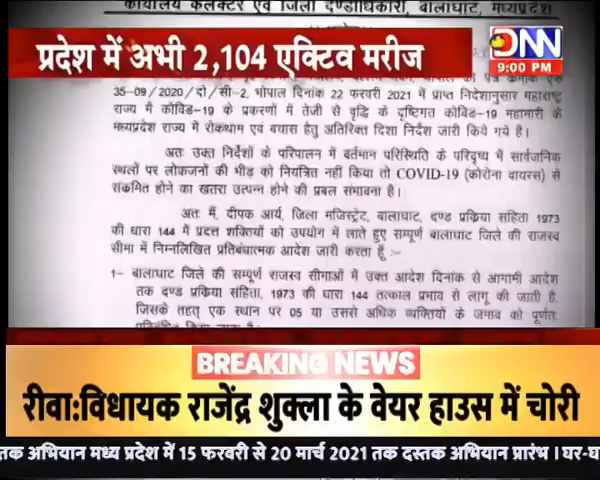 कार्यालय कलेक्टर एवं जिला दण्डाधिकारी, बालाघाट, मध्यप्रदेश
प्रदेश में अभी 2,104 एक्टिव मरीज
DNN
9:00 PM
35-09/2020/दो/सी-2, भोपाल दिनांक 22 फरवरी 2021 में प्राप्त निदेशानुसार महाराष्ट्र
राज्य में कोविड-19 के प्रकरणों में तेजी से वृद्धि के दृष्टिगत कोविड-19 महामारी के
मध्यप्रदेश राज्य में रोकथाम एवं बचाव हेतु अतिरिक्त दिशा निर्देश जारी किये गये है।
अतः उक्त निर्देशों के परिपालन में वर्तमान परिस्थिति के परिदृष्य में सार्वजनिक
स्थलों पर लोकजनों की भीड़ को नियंत्रित नहीं किया तो COVID-19 (कोरोना वायरस) से
संकमित होने का खतरा उत्पन्न होने की प्रबल संभावना है।
अतः मैं, दीपक आर्य, जिला मजिस्ट्रेट, बालाघाट, दण्ड प्रक्रिया संहिता 1973
की धारा 144 में प्रदत्त शक्तियों को उपयोग में लाते हुए सम्पूर्ण बालाघाट जिले की राजस्व
सीमा में निम्नलिखित प्रतिबंधात्मक आदेश जारी करता हूँ :-
1- बालाघाट जिले की सम्पूर्ण राजस्व सीमाओं में उक्त आदेश दिनांक से आगामी आदेश
तक दण्ड प्रक्रिया संहिता, 1973 की धारा 144 तत्काल प्रभाव से लागू की जाती है,
जिसके तहत् एक स्थान पर 05 या उससे अधिक व्यक्तियों के जमाव को पूर्णतः
BREAKING NEWS
रीवा:विधायक राजेंद्र शुक्ला के वेयर हाउस में चोरी
तक अभियान मध्य प्रदेश में 15 फरवरी से 20 मार्च 2021 तक दस्तक अभियान प्रारंभ । घर-घ